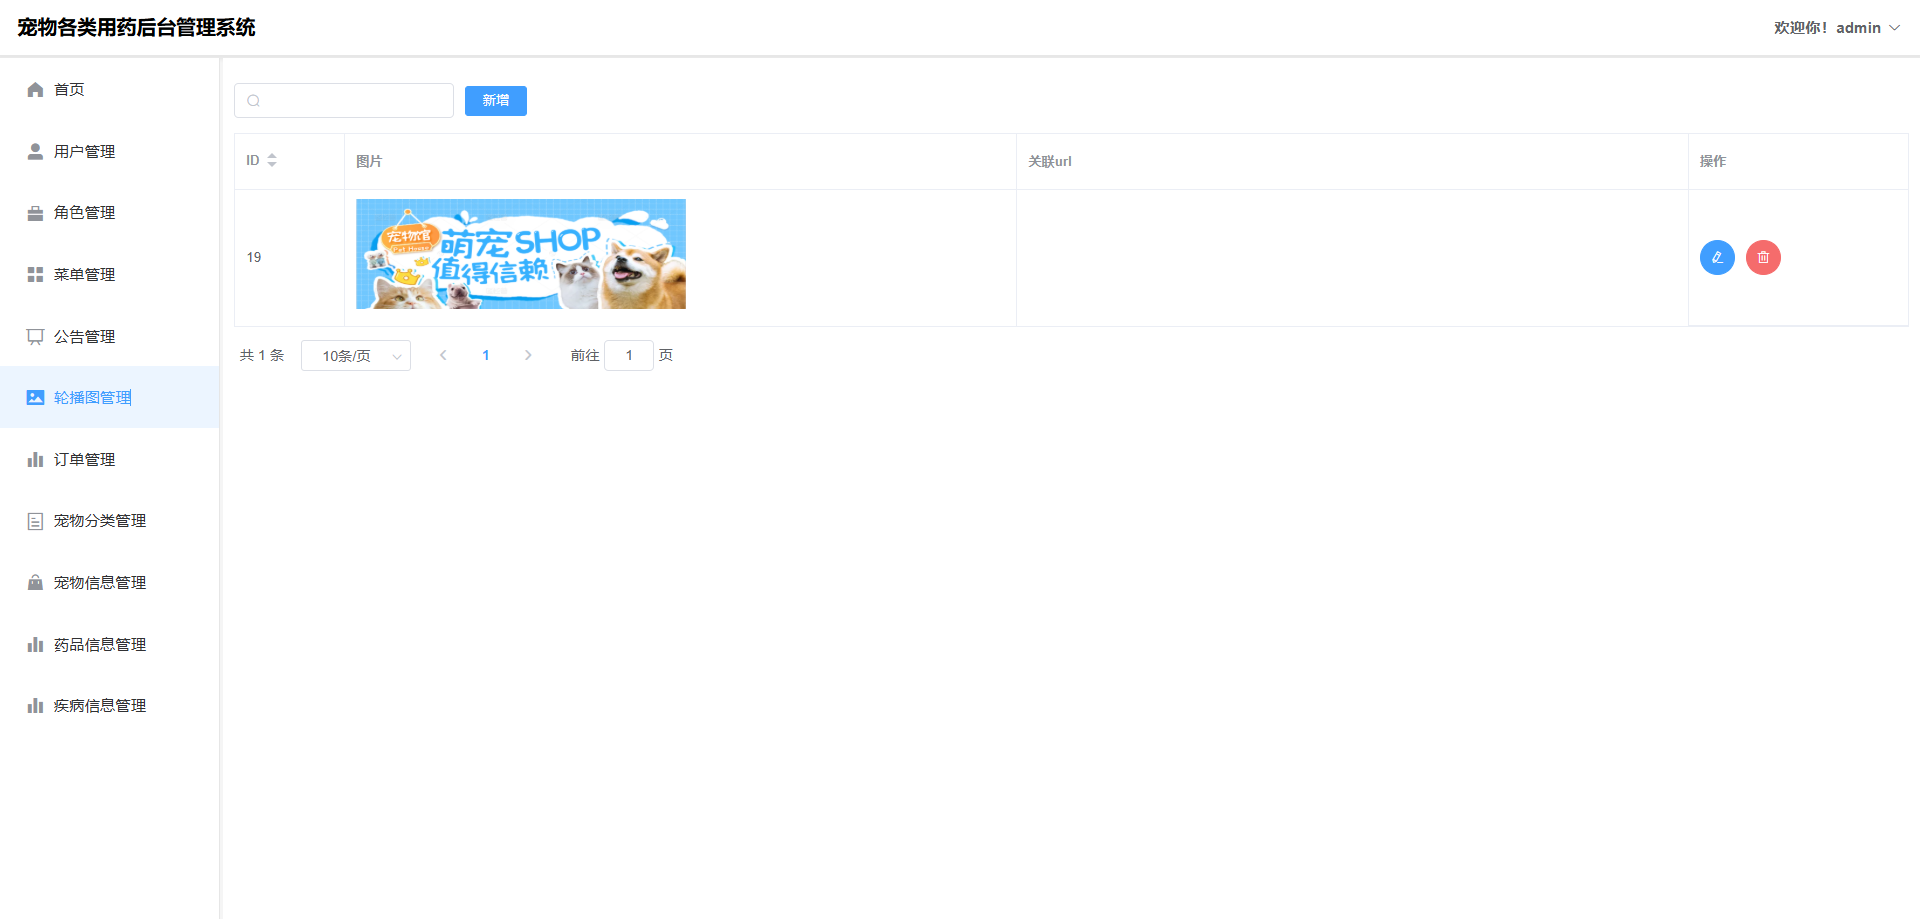 宠物各类用药后台管理系统
欢迎你！admin
首页
用户管理
角色管理
菜单管理
公告管理
轮播图管理
订单管理
宠物分类管理
宠物信息管理
药品信息管理
疾病信息管理
新增
ID 图片 关联url 操作
19
宠物馆
Pet House
萌宠SHOP
值得信赖
共 1 条 10条/页 1 前往 1 页